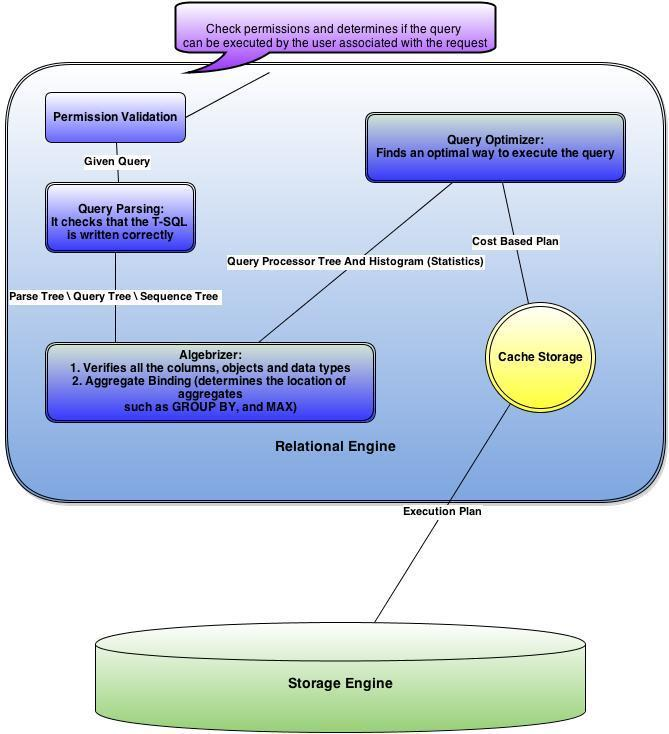 Check permissions and determines if the query
can be executed by the user associated with the request
Permission Validation
Given Query
Query Parsing:
It checks that the T-SQL
is written correctly
Parse Tree \ Query Tree \ Sequence Tree
Algebrizer:
1. Verifies all the columns, objects and data types
2. Aggregate Binding (determines the location of
aggregates
such as GROUP BY, and MAX)
Query Processor Tree And Histogram (Statistics)
Query Optimizer:
Finds an optimal way to execute the query
Cost Based Plan
Cache Storage
Relational Engine
Execution Plan
Storage Engine